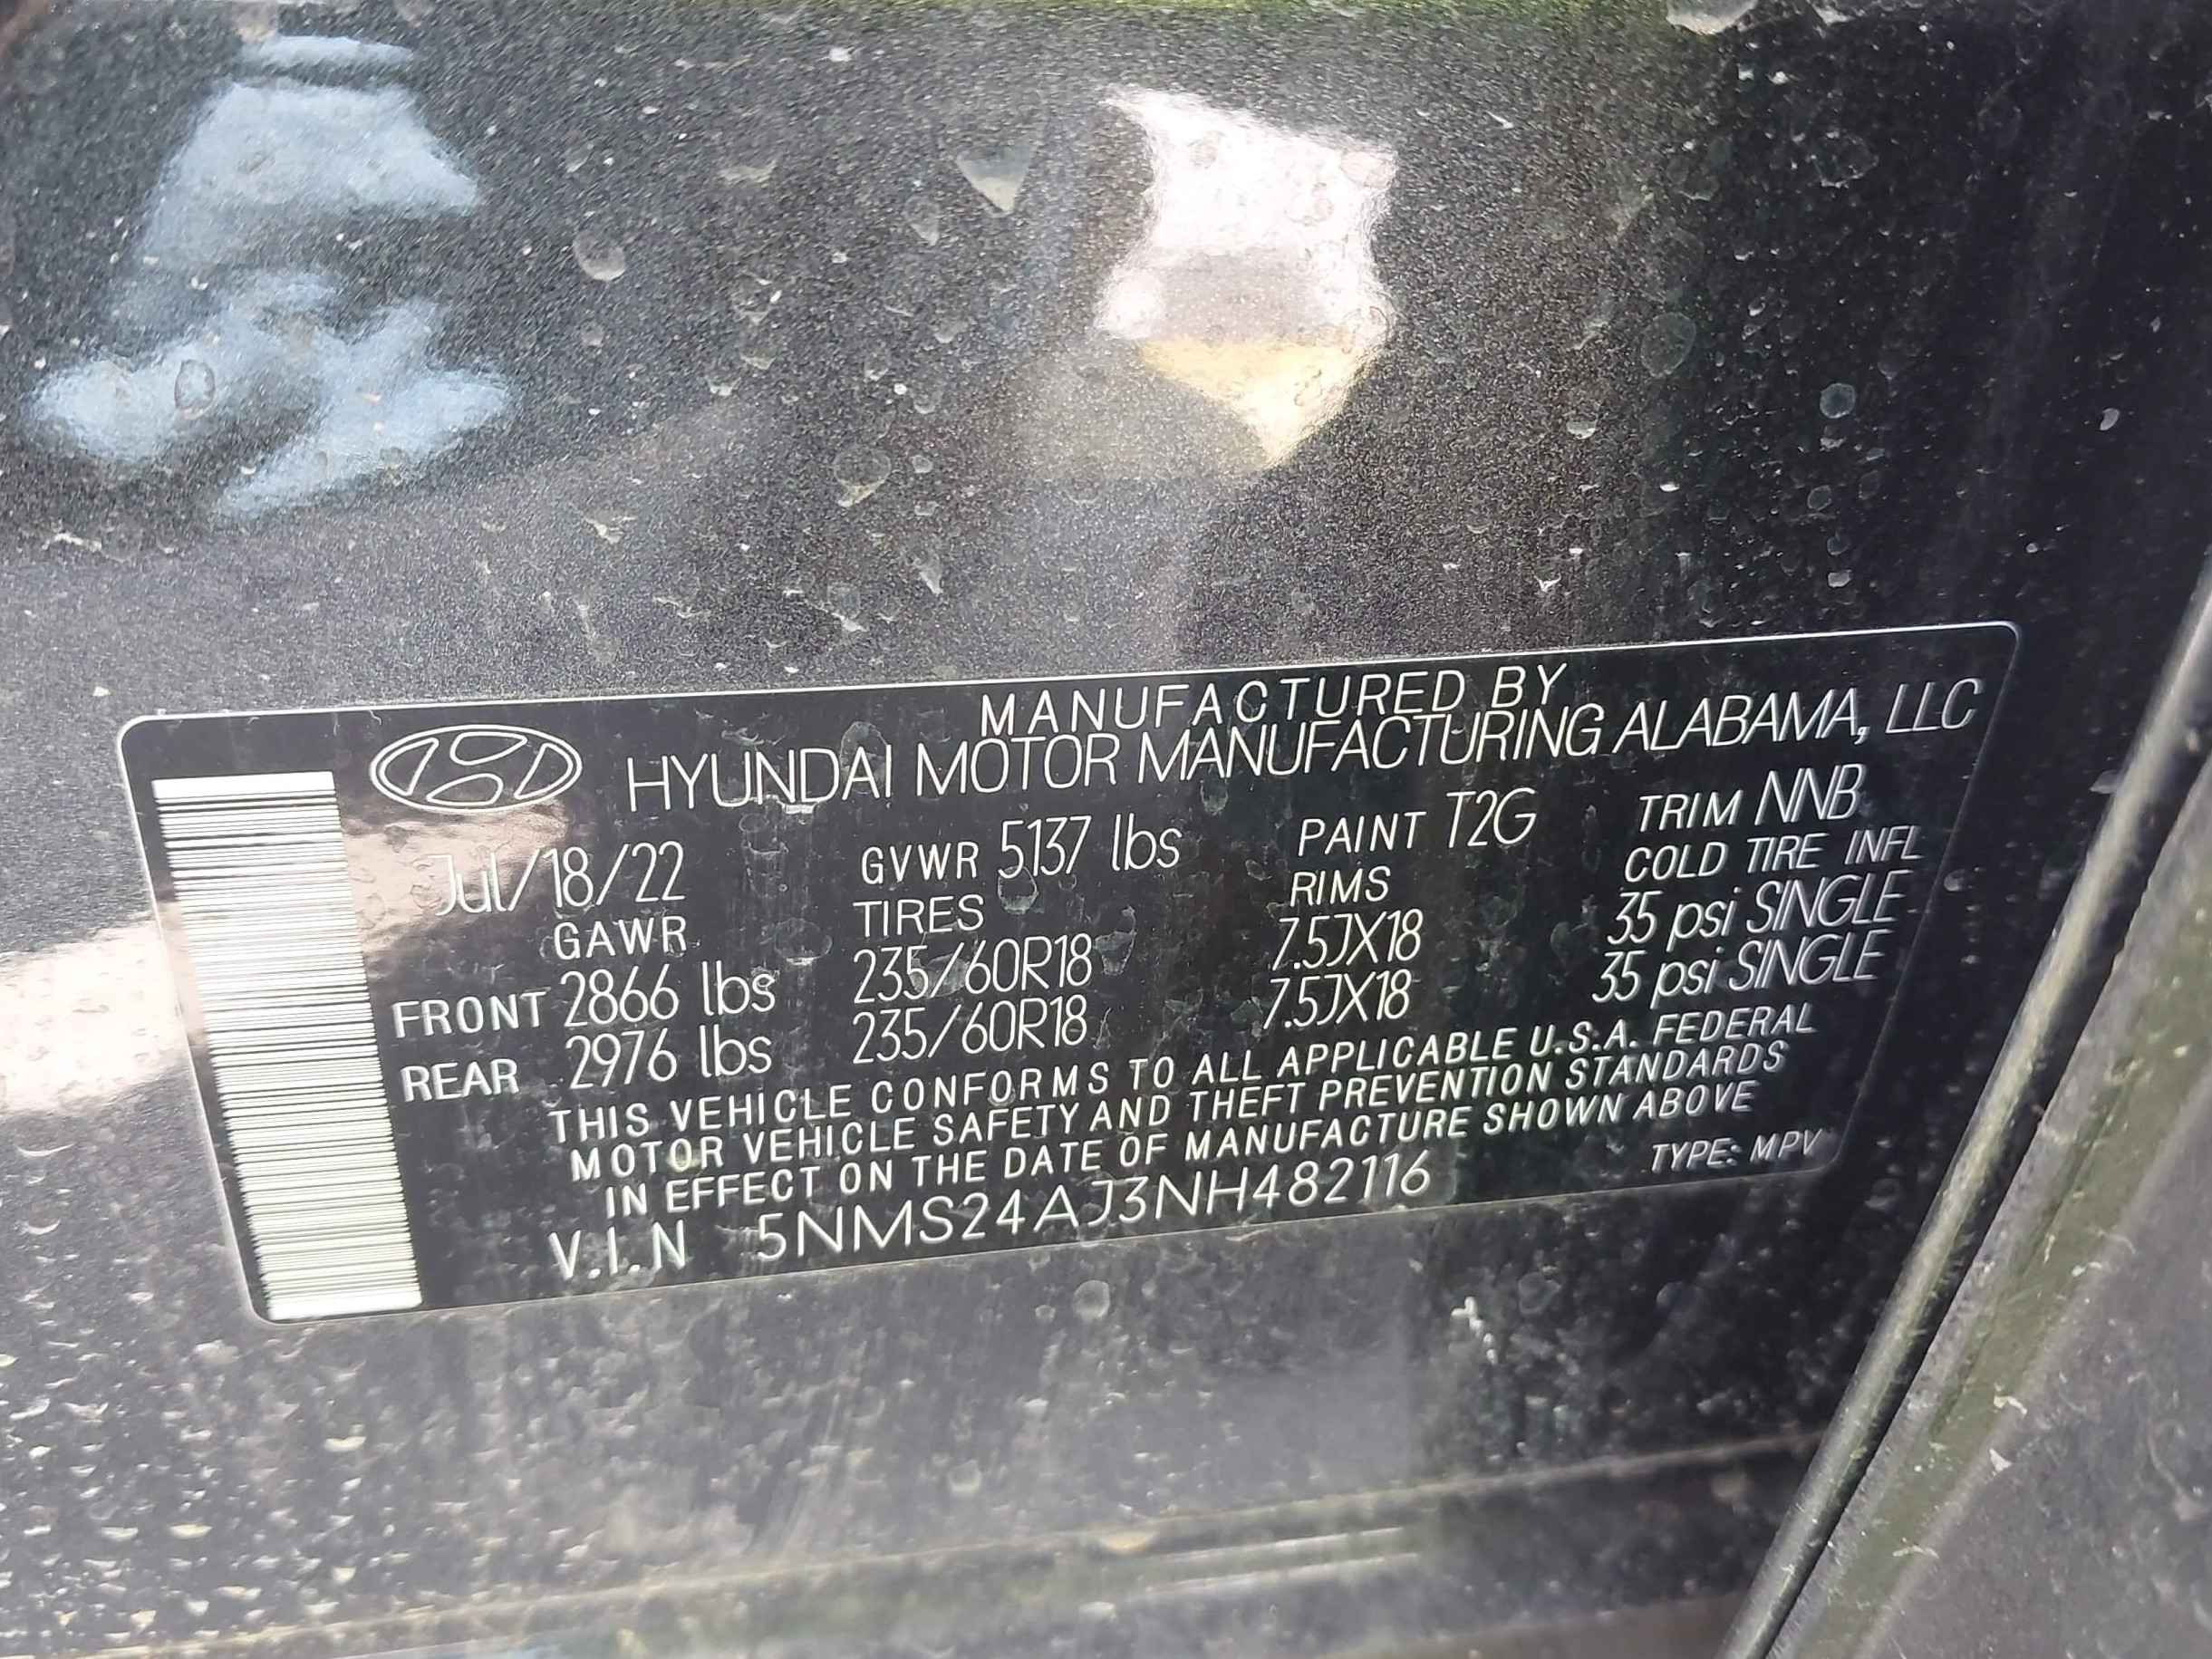 MANUFACTURED BY
HYUNDAI MOTOR MANUFACTURING ALABAMA, LLC
Jul/18/22 GVWR 5137 lbs PAINT T2G TRIM NNB
GAWR TIRES RIMS COLD TIRE INFL
FRONT 2866 lbs 235/60R18 7.5JX18 35 psi SINGLE
REAR 2976 lbs 235/60R18 7.5JX18 35 psi SINGLE
THIS VEHICLE CONFORMS TO ALL APPLICABLE U.S.A. FEDERAL
MOTOR VEHICLE SAFETY AND THEFT PREVENTION STANDARDS
IN EFFECT ON THE DATE OF MANUFACTURE SHOWN ABOVE
V.I.N 5NMS24AJ3NH482116 TYPE: MPV